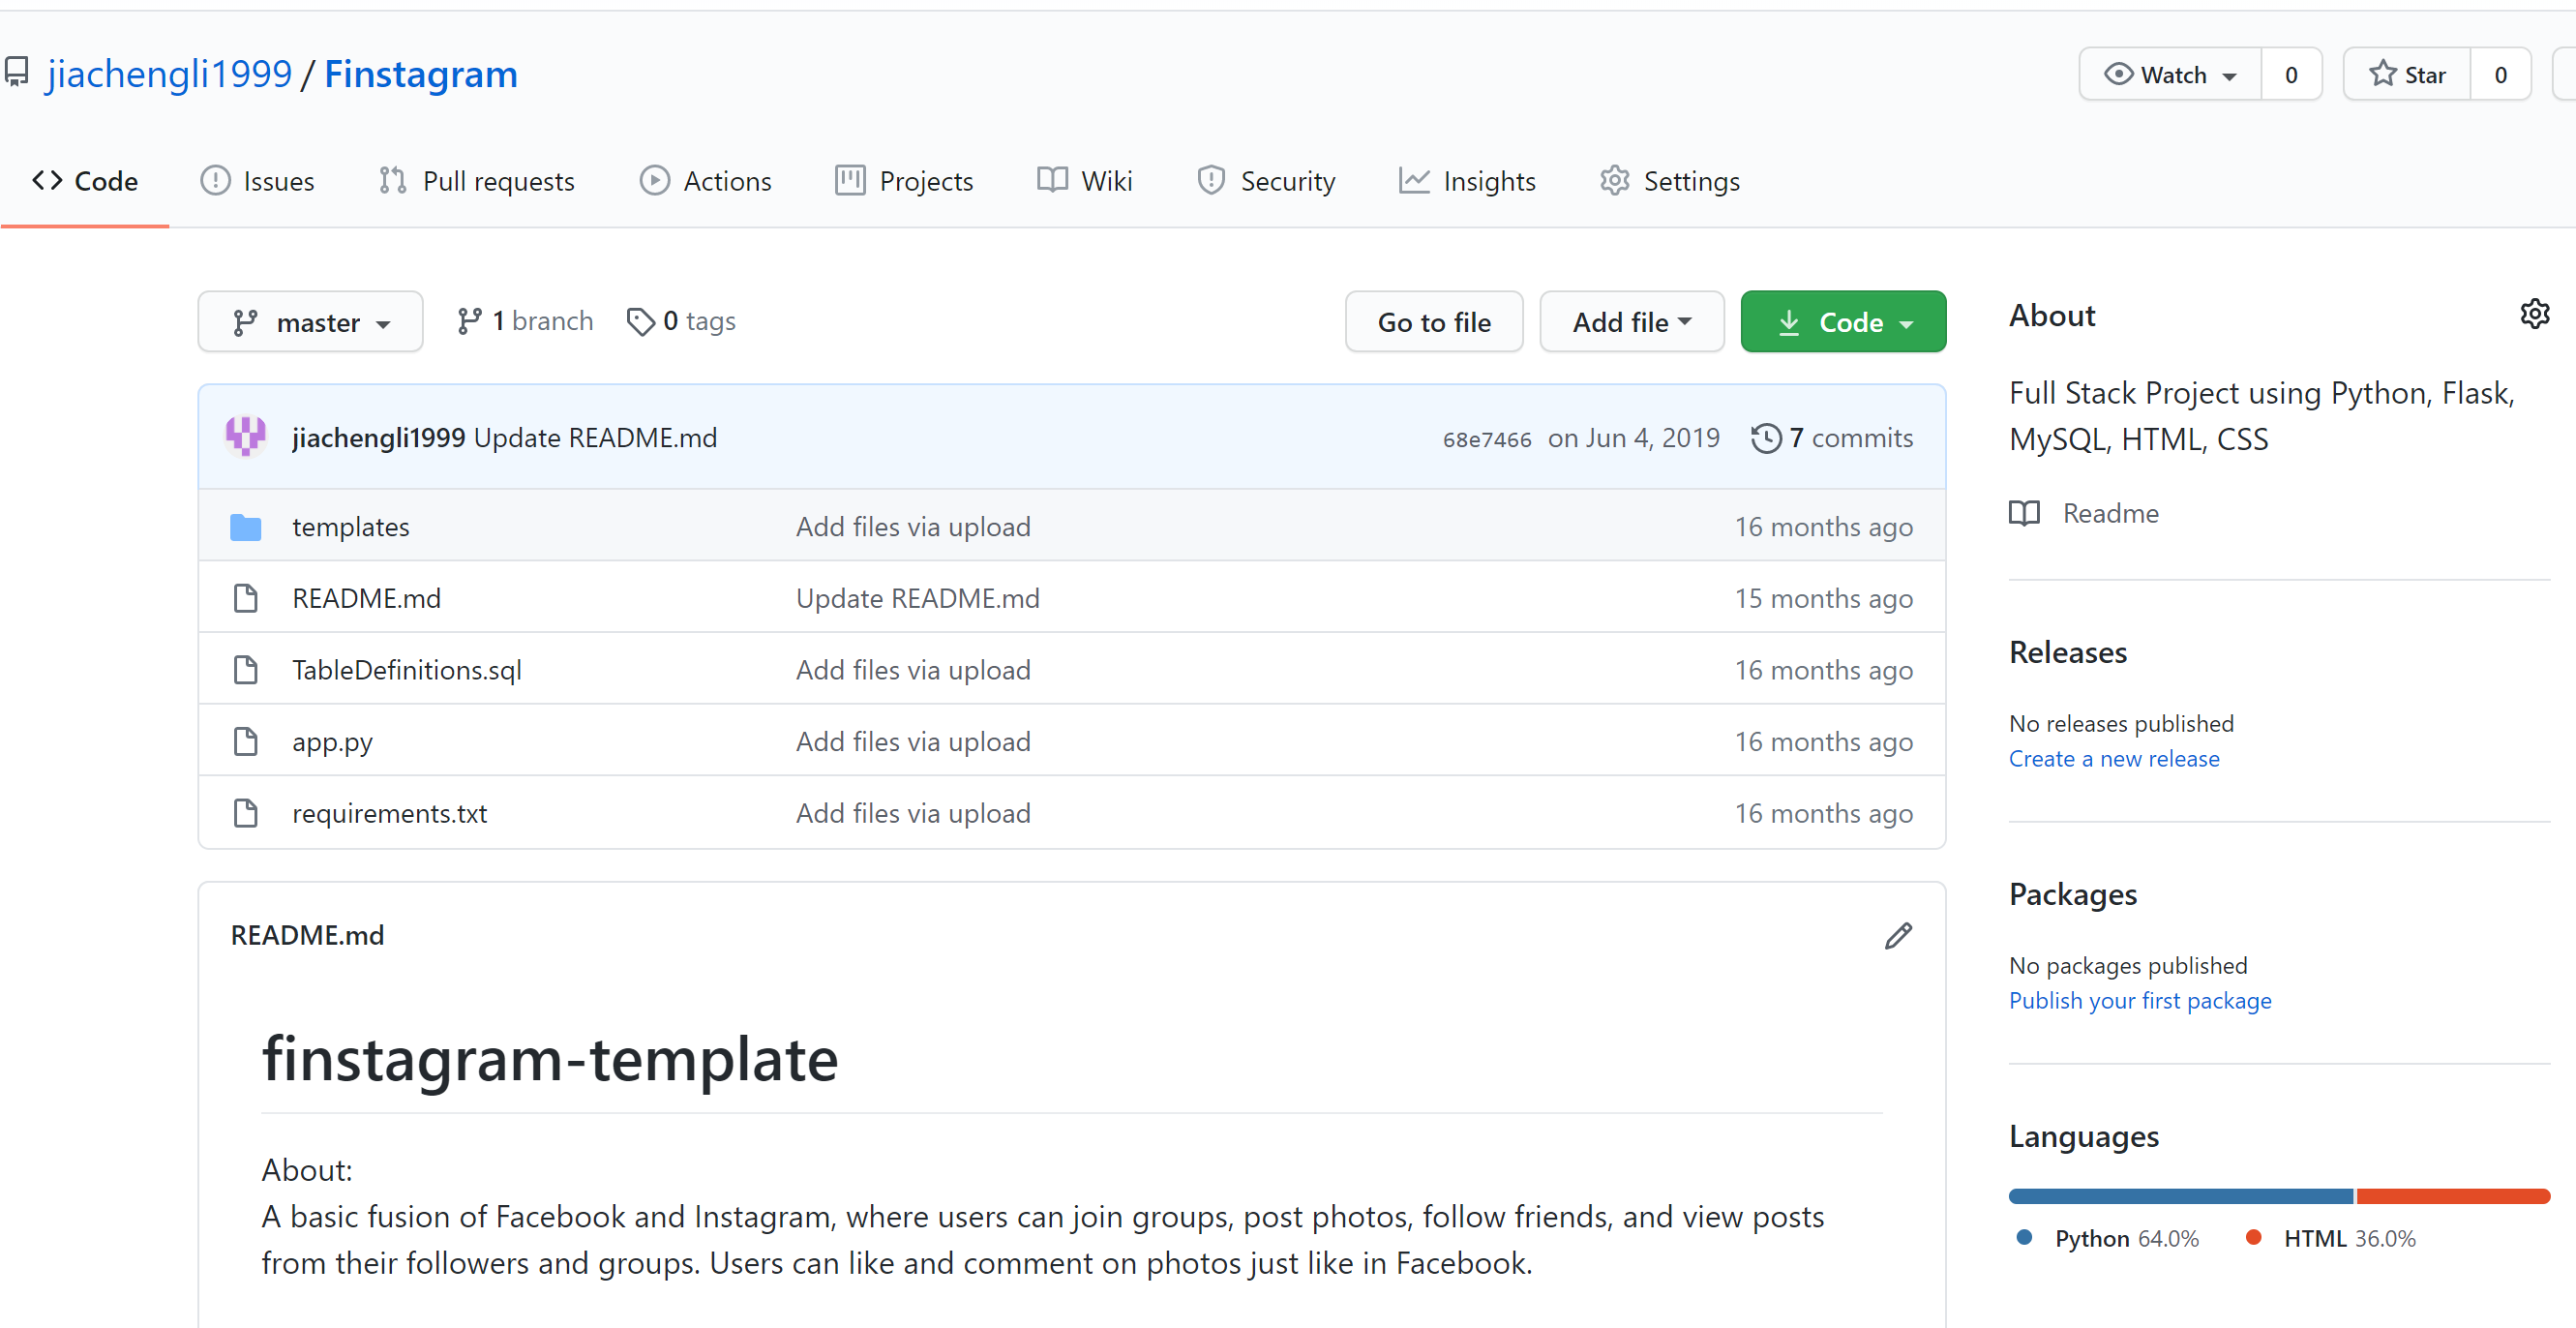 jiachengli1999 / Finstagram
Watch 0 Star 0
Code Issues Pull requests Actions Projects Wiki Security Insights Settings
master 1 branch 0 tags Go to file Add file Code
jiachengli1999 Update README.md 68e7466 on Jun 4, 2019 7 commits
templates Add files via upload 16 months ago
README.md Update README.md 15 months ago
TableDefinitions.sql Add files via upload 16 months ago
app.py Add files via upload 16 months ago
requirements.txt Add files via upload 16 months ago
README.md
finstagram-template
About:
A basic fusion of Facebook and Instagram, where users can join groups, post photos, follow friends, and view posts
from their followers and groups. Users can like and comment on photos just like in Facebook.
About
Full Stack Project using Python, Flask,
MySQL, HTML, CSS
Readme
Releases
No releases published
Create a new release
Packages
No packages published
Publish your first package
Languages
Python 64.0% HTML 36.0%